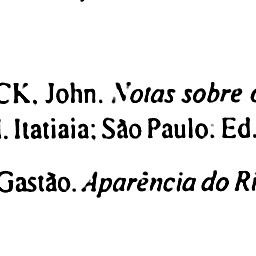 CK, John. Notas sobre
. Itatiaia; São Paulo: Ed.
Gastão. Aparência do Ri